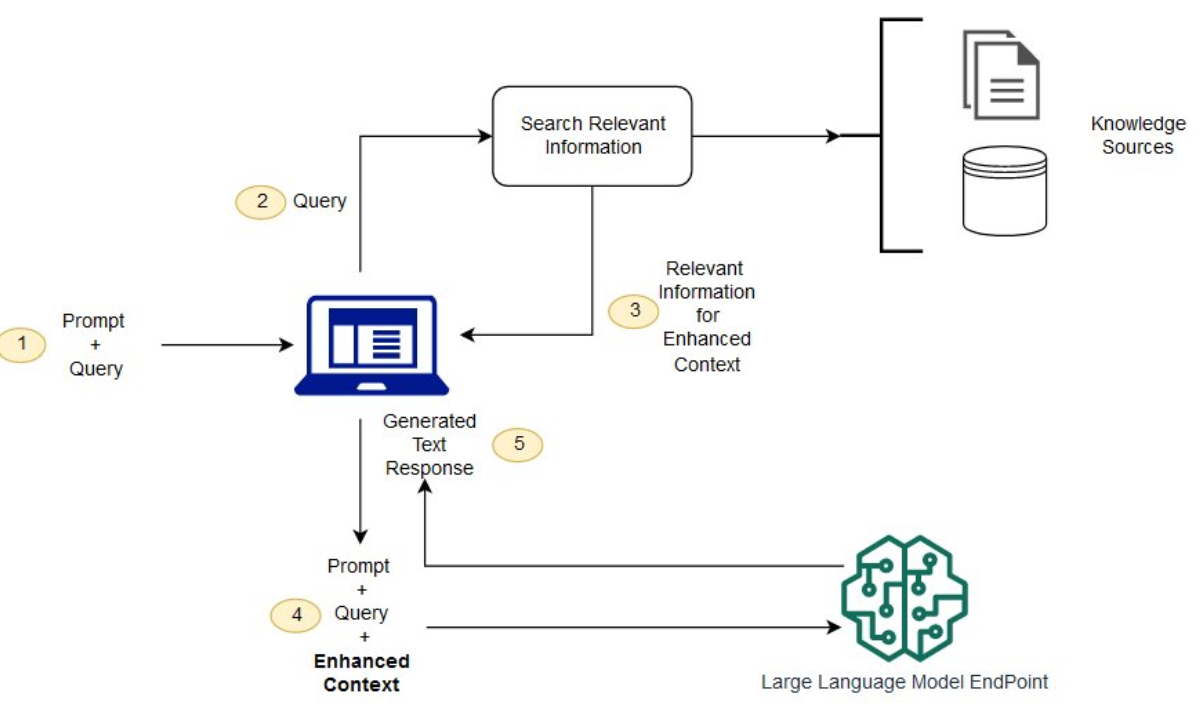 Search Relevant
Information
Knowledge
Sources
2
Query
Relevant
Information
for
Enhanced
Context
3
1
Prompt
+
Query
Generated
Text
Response
5
Prompt
+
Query
+
Enhanced
Context
4
Large Language Model EndPoint